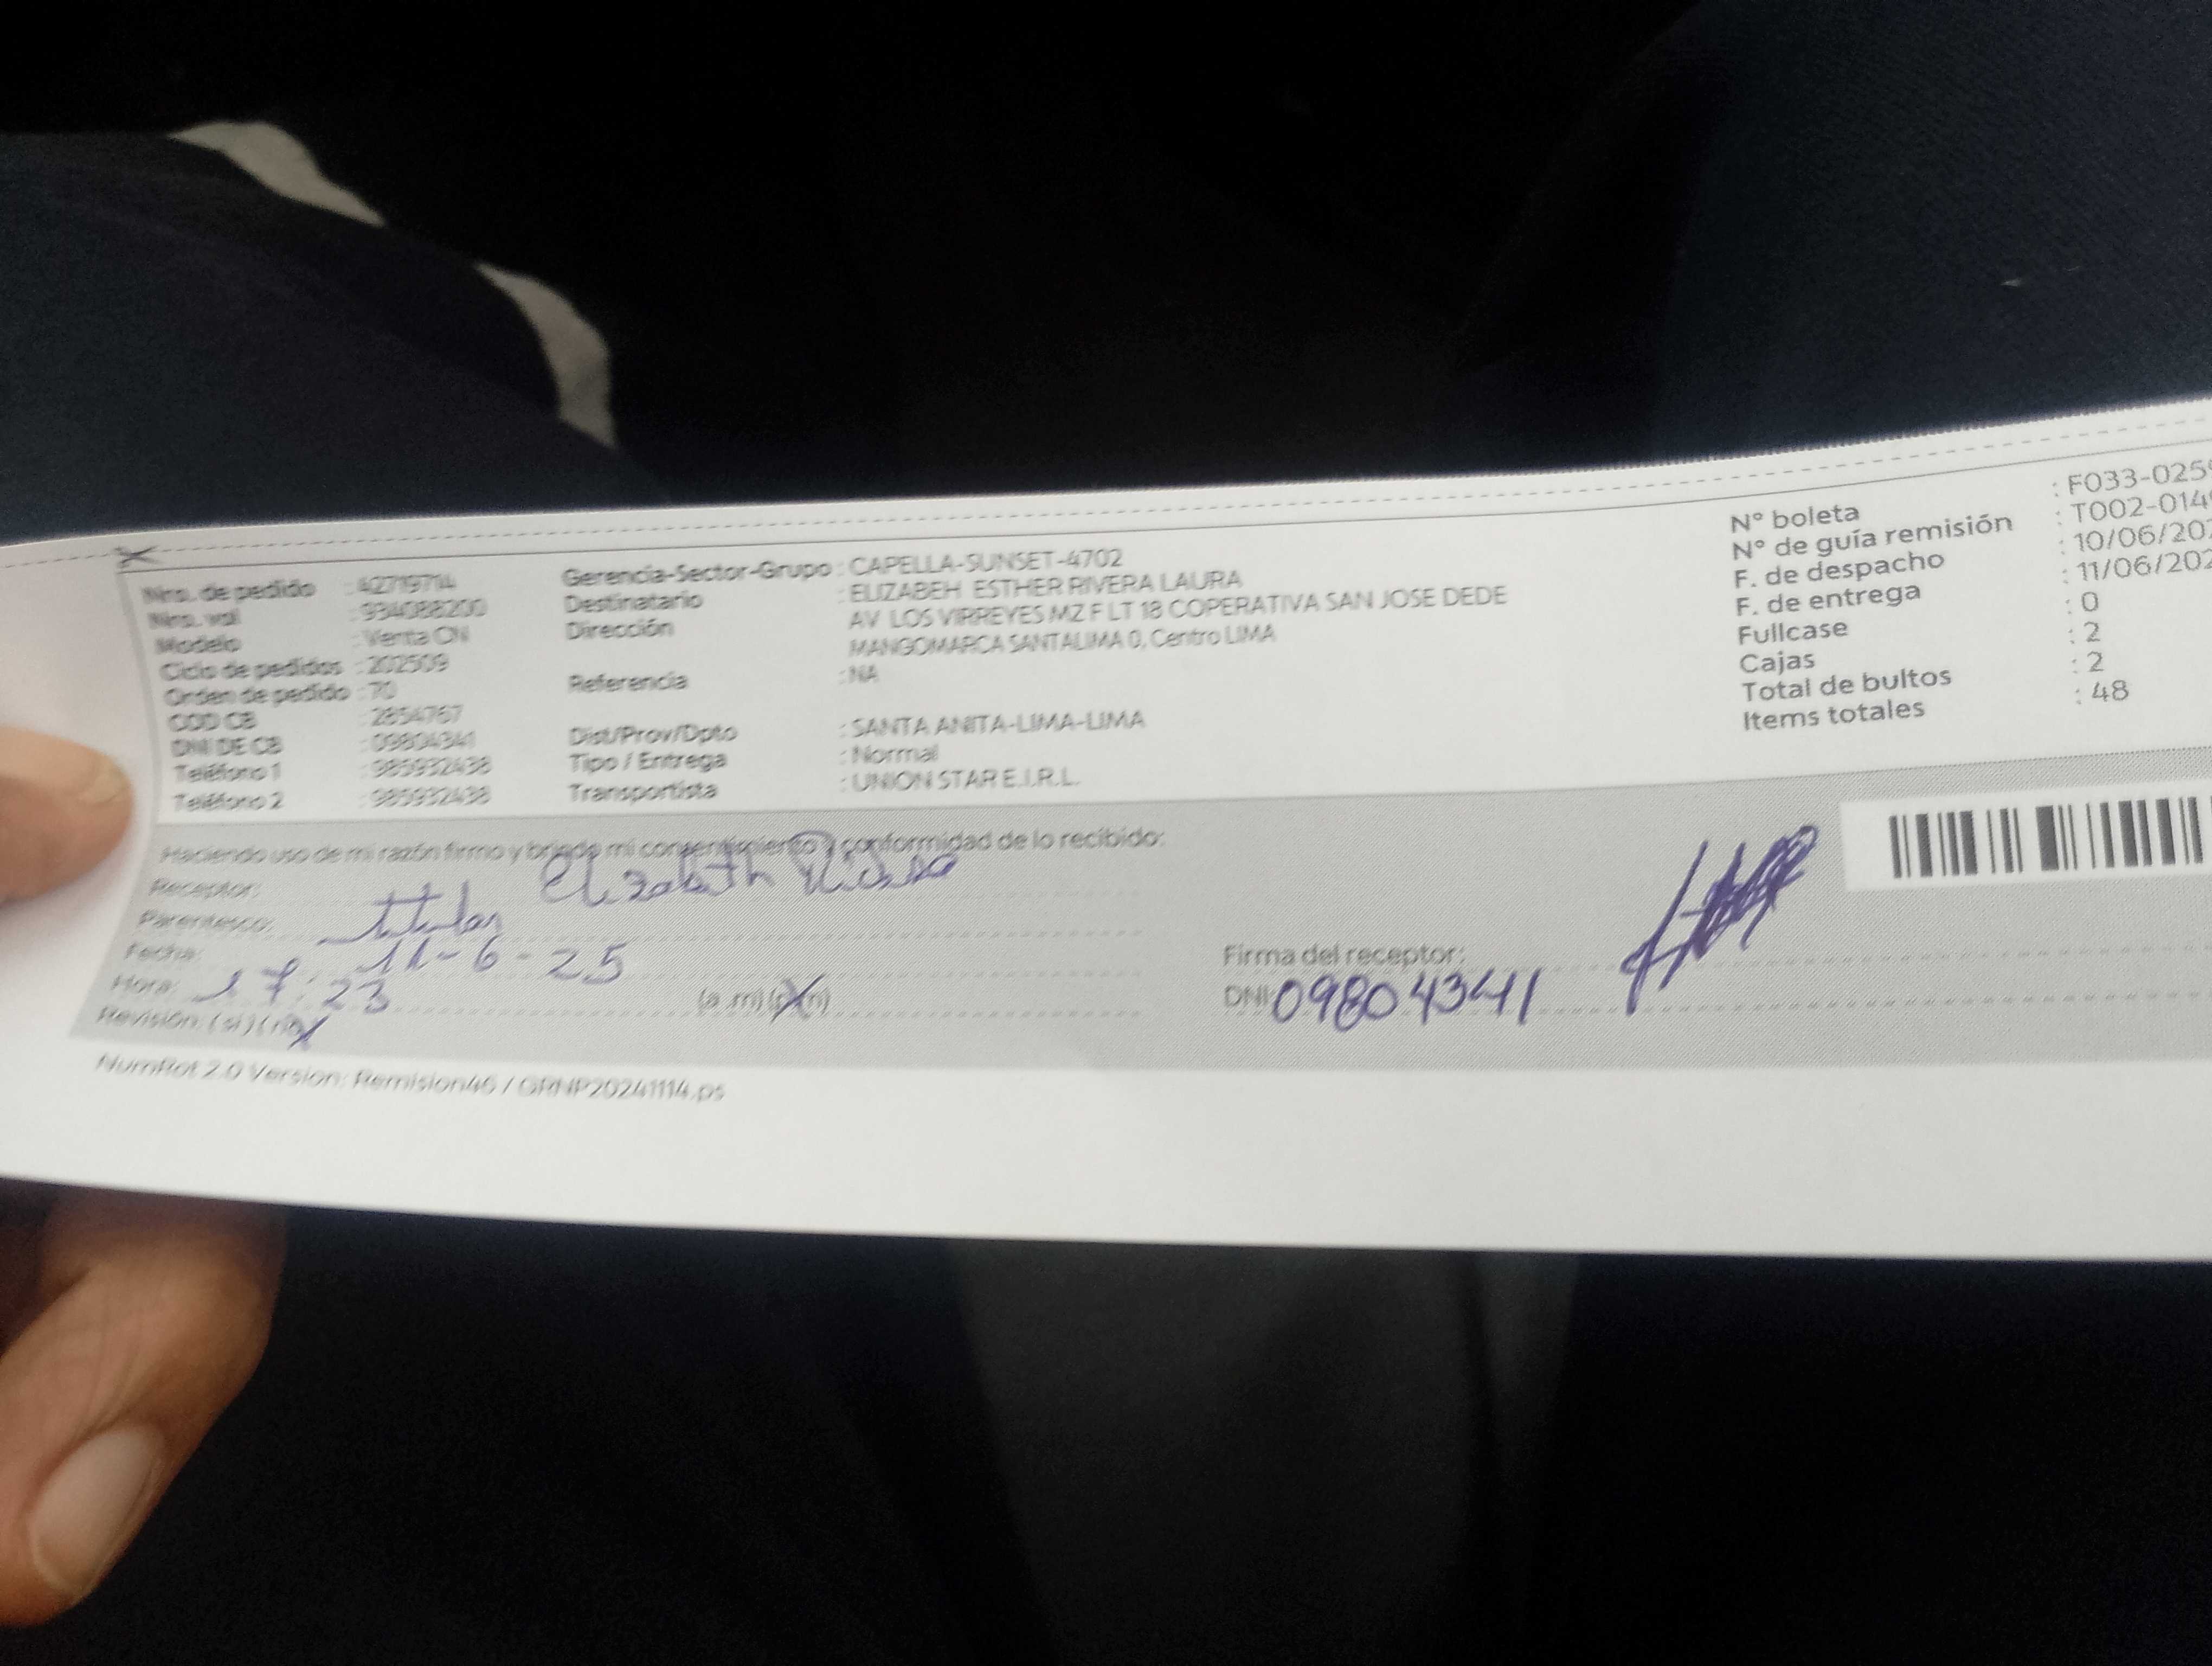 Nro. de pedido : 42719714
Nro. vol : 934088200
Modelo : Venta CN
Ciclo de pedidos : 202509
Orden de pedido : 70
COD CB : 2854767
DNI DE CB : 09804341
Teléfono 1 : 985932438
Teléfono 2 : 985932438
Gerencia-Sector-Grupo : CAPELLA-SUNSET-4702
Destinatario : ELIZABEH ESTHER RIVERA LAURA
Dirección : AV LOS VIRREYES MZ F LT 18 COPERATIVA SAN JOSE DEDE
MANGOMARCA SANTALIMA 0, Centro LIMA
Referencia : NA
Dist/Prov/Dpto : SANTA ANITA-LIMA-LIMA
Tipo / Entrega : Normal
Transportista : UNION STAR E.I.R.L.
N° boleta : F033-025
N° de guía remisión : T002-014
F. de despacho : 10/06/20
F. de entrega : 11/06/202
Fullcase : 0
Cajas : 2
Total de bultos : 2
Items totales : 48
Haciendo uso de mi razón firmo y brindo mi consentimiento y conformidad de lo recibido:
Receptor: Elizabeth
Parentesco: titular
Fecha: 11-6-25
Hora: 17:23 (a.m) (p.m)
Revisión: (si) (no)
Firma del receptor:
DNI: 09804341
NumRot 2.0 Version: Remision46 / GRNP20241114.ps